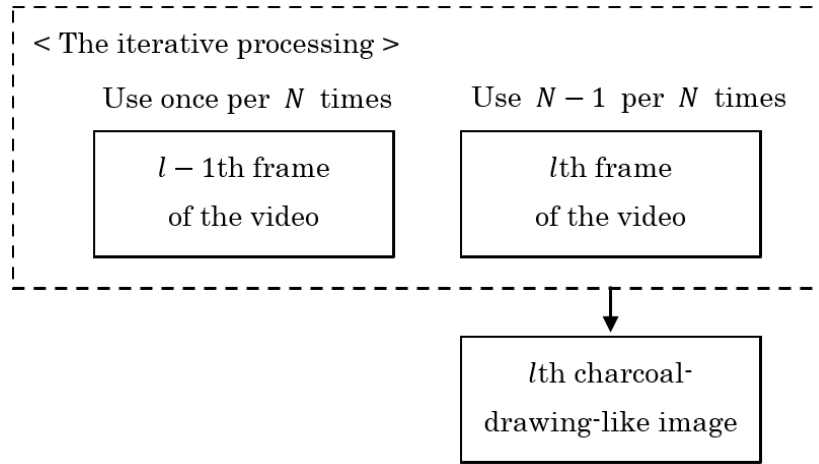 < The iterative processing >
Use once per N times
l − 1th frame
of the video
Use N − 1 per N times
lth frame
of the video
lth charcoal-
drawing-like image